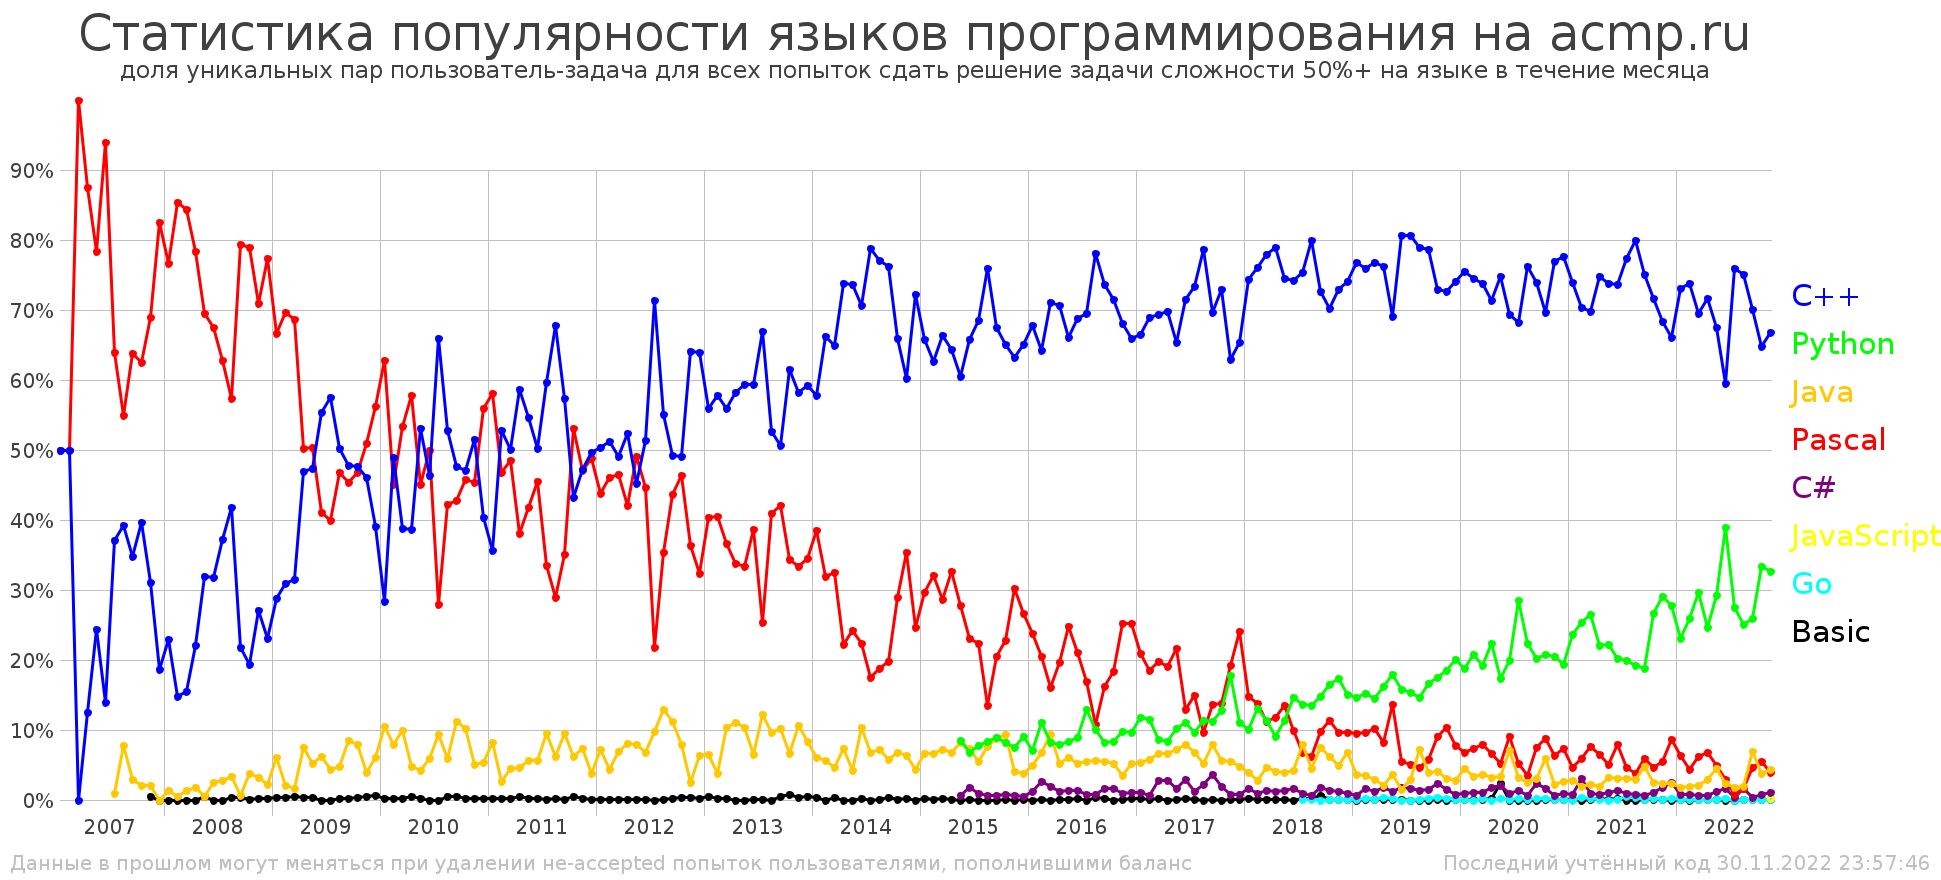 Статистика популярности языков программирования на acmp.ru
доля уникальных пар пользователь-задача для всех попыток сдать решение задачи сложности 50%+ на языке в течение месяца
90%
80%
70%
60%
50%
40%
30%
20%
10%
0%
C++
Python
Java
Pascal
C#
JavaScript
Go
Basic
2007 2008 2009 2010 2011 2012 2013 2014 2015 2016 2017 2018 2019 2020 2021 2022
Данные в прошлом могут меняться при удалении не-accepted попыток пользователями, пополнившими баланс
Последний учтённый код 30.11.2022 23:57:46